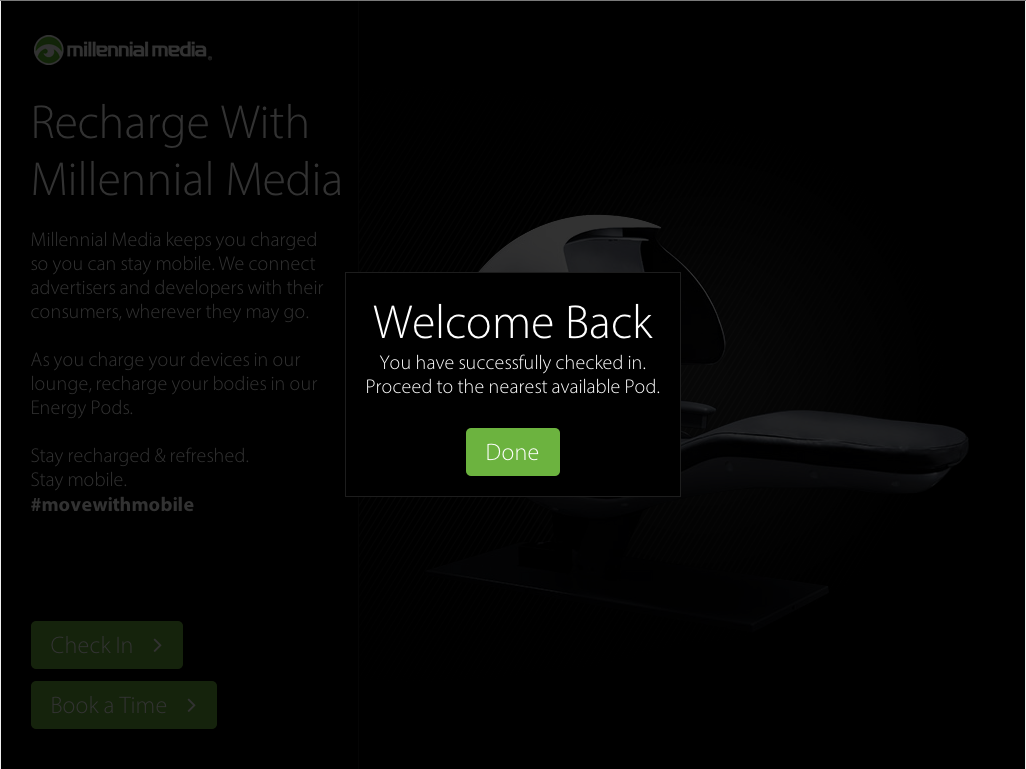 millennial media
Recharge With
Millennial Media
Millennial Media keeps you charged
so you can stay mobile. We connect
advertisers and developers with their
consumers, wherever they may go.
As you charge your devices in our
lounge, recharge your bodies in our
Energy Pods.
Stay recharged & refreshed.
Stay mobile.
#movewithmobile
Check In
Book a Time
Welcome Back
You have successfully checked in.
Proceed to the nearest available Pod.
Done